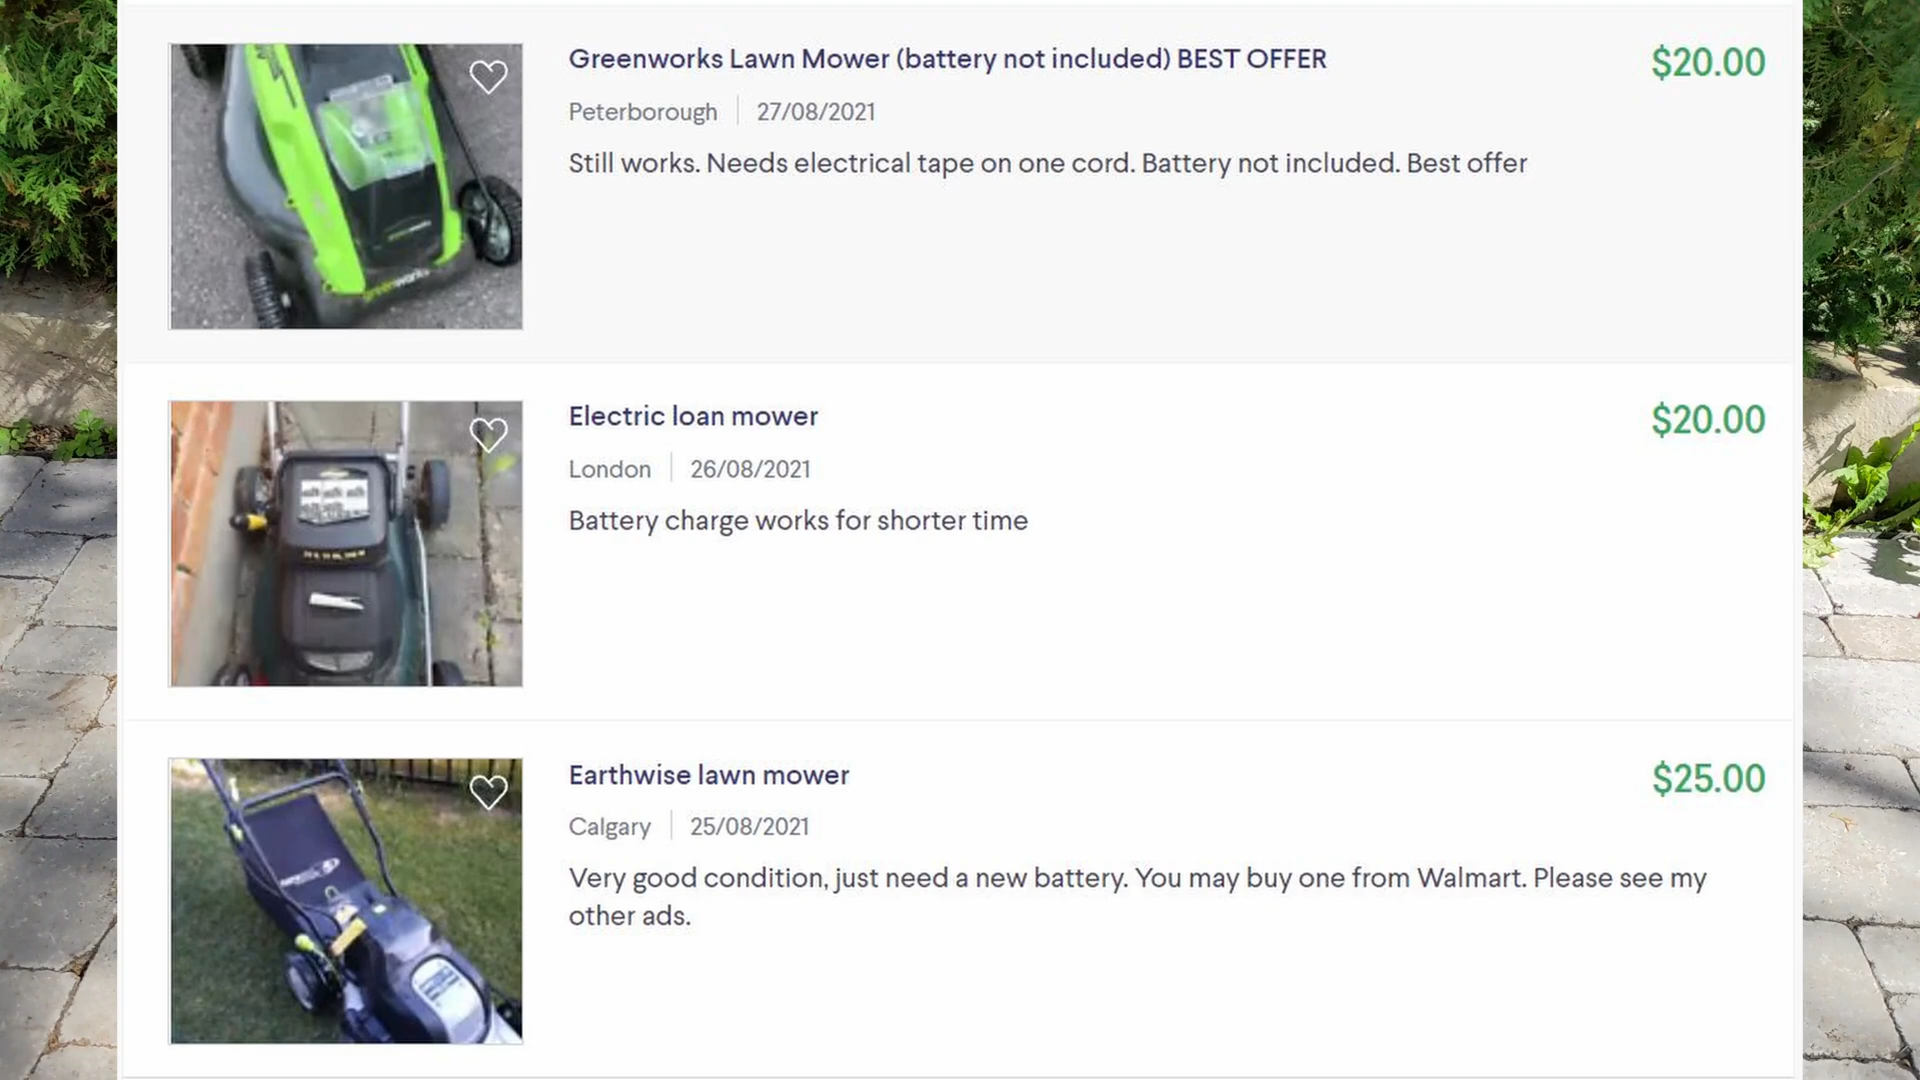 Greenworks Lawn Mower (battery not included) BEST OFFER
$20.00
Peterborough
27/08/2021
Still works. Needs electrical tape on one cord. Battery not included. Best offer
greenworks
Electric loan mower
$20.00
London
26/08/2021
Battery charge works for shorter time
Earthwise lawn mower
$25.00
Calgary
25/08/2021
Very good condition, just need a new battery. You may buy one from Walmart. Please see my
other ads.